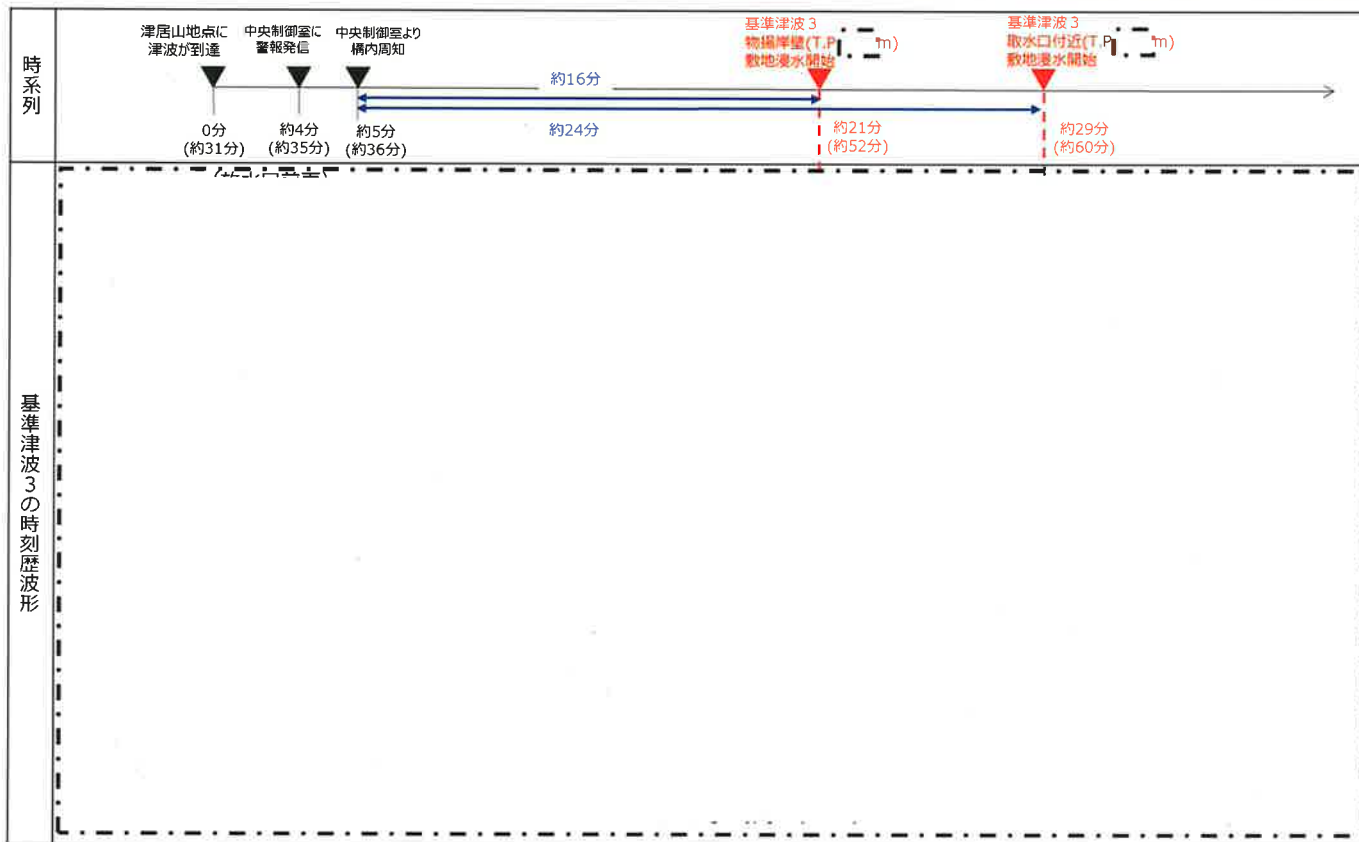 時系列
津居山地点に
津波が到達
中央制御室に
警報発信
中央制御室より
構内周知
基準津波3
物揚岸壁(T.P m)
敷地浸水開始
基準津波3
取水口付近(T.P m)
敷地浸水開始
約16分
約24分
0分
(約31分)
約4分
(約35分)
約5分
(約36分)
約21分
(約52分)
約29分
(約60分)
基準津波3の時刻歴波形